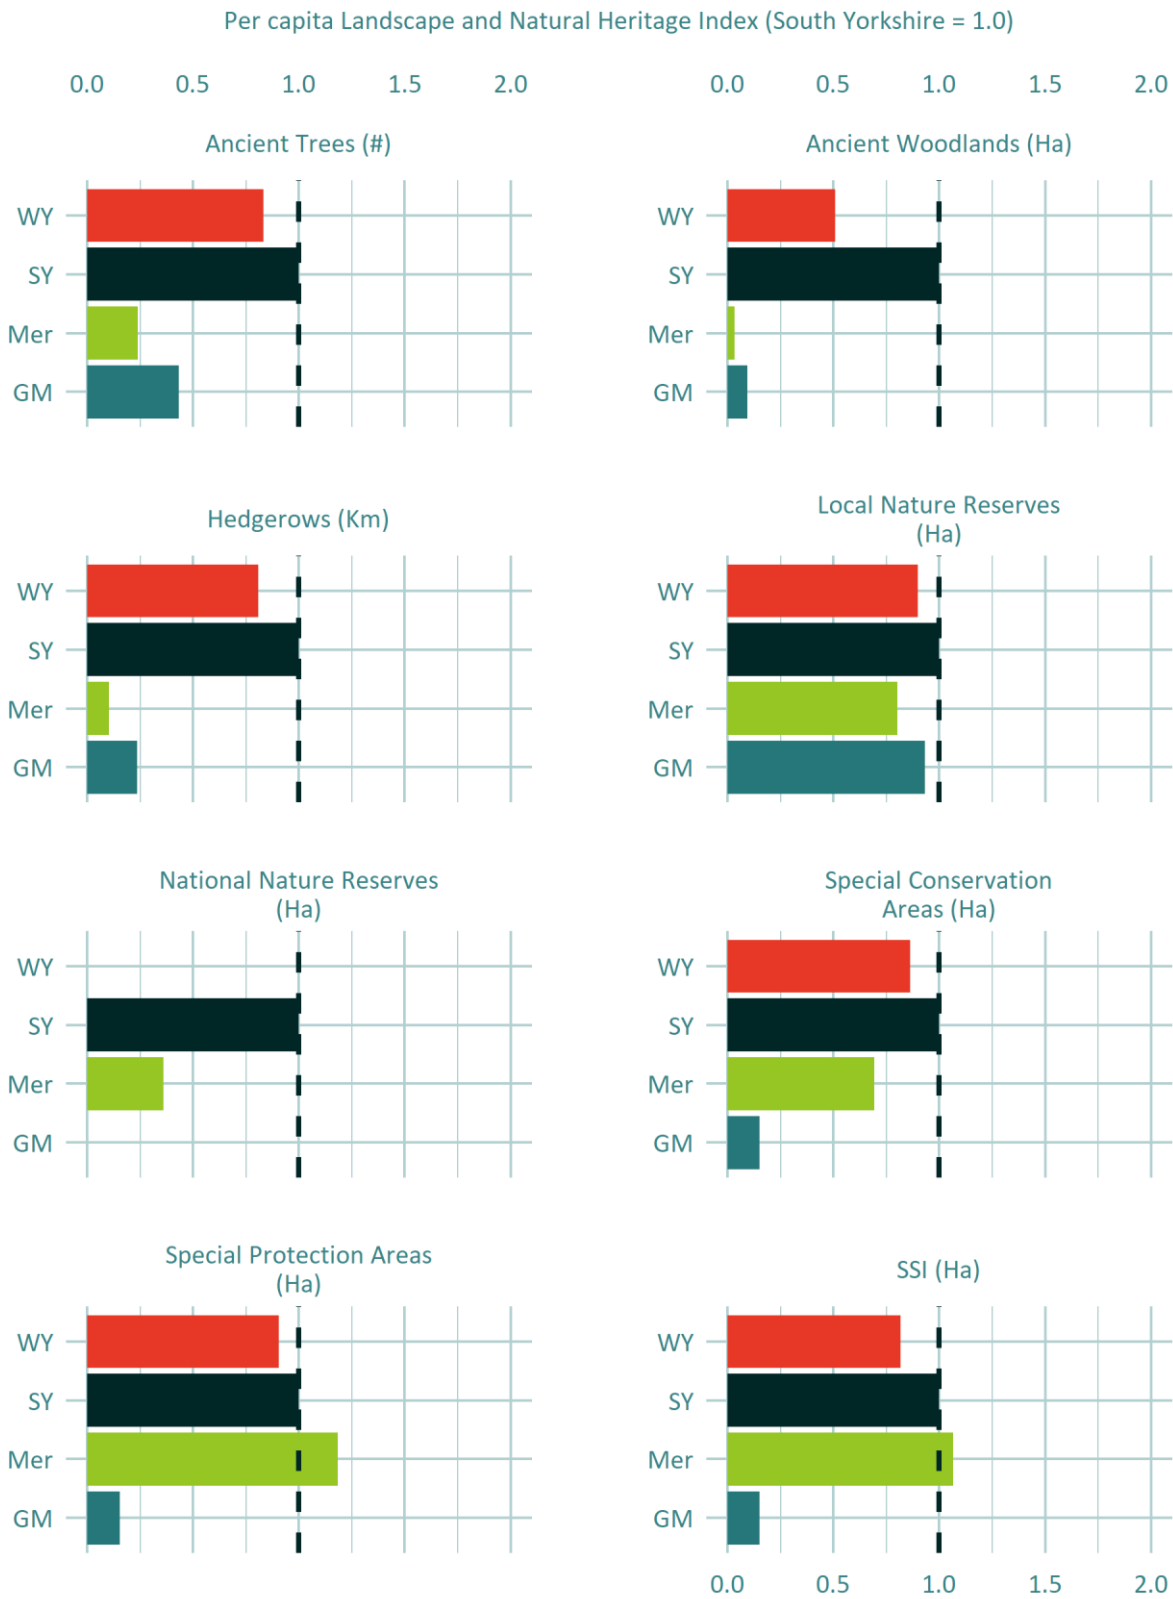 Per capita Landscape and Natural Heritage Index (South Yorkshire = 1.0)
0.0 0.5 1.0 1.5 2.0 0.0 0.5 1.0 1.5 2.0
Ancient Trees (#)
WY
SY
Mer
GM
Ancient Woodlands (Ha)
WY
SY
Mer
GM
Hedgerows (Km)
WY
SY
Mer
GM
Local Nature Reserves
(Ha)
WY
SY
Mer
GM
National Nature Reserves
(Ha)
WY
SY
Mer
GM
Special Conservation
Areas (Ha)
WY
SY
Mer
GM
Special Protection Areas
(Ha)
WY
SY
Mer
GM
SSI (Ha)
WY
SY
Mer
GM
0.0 0.5 1.0 1.5 2.0